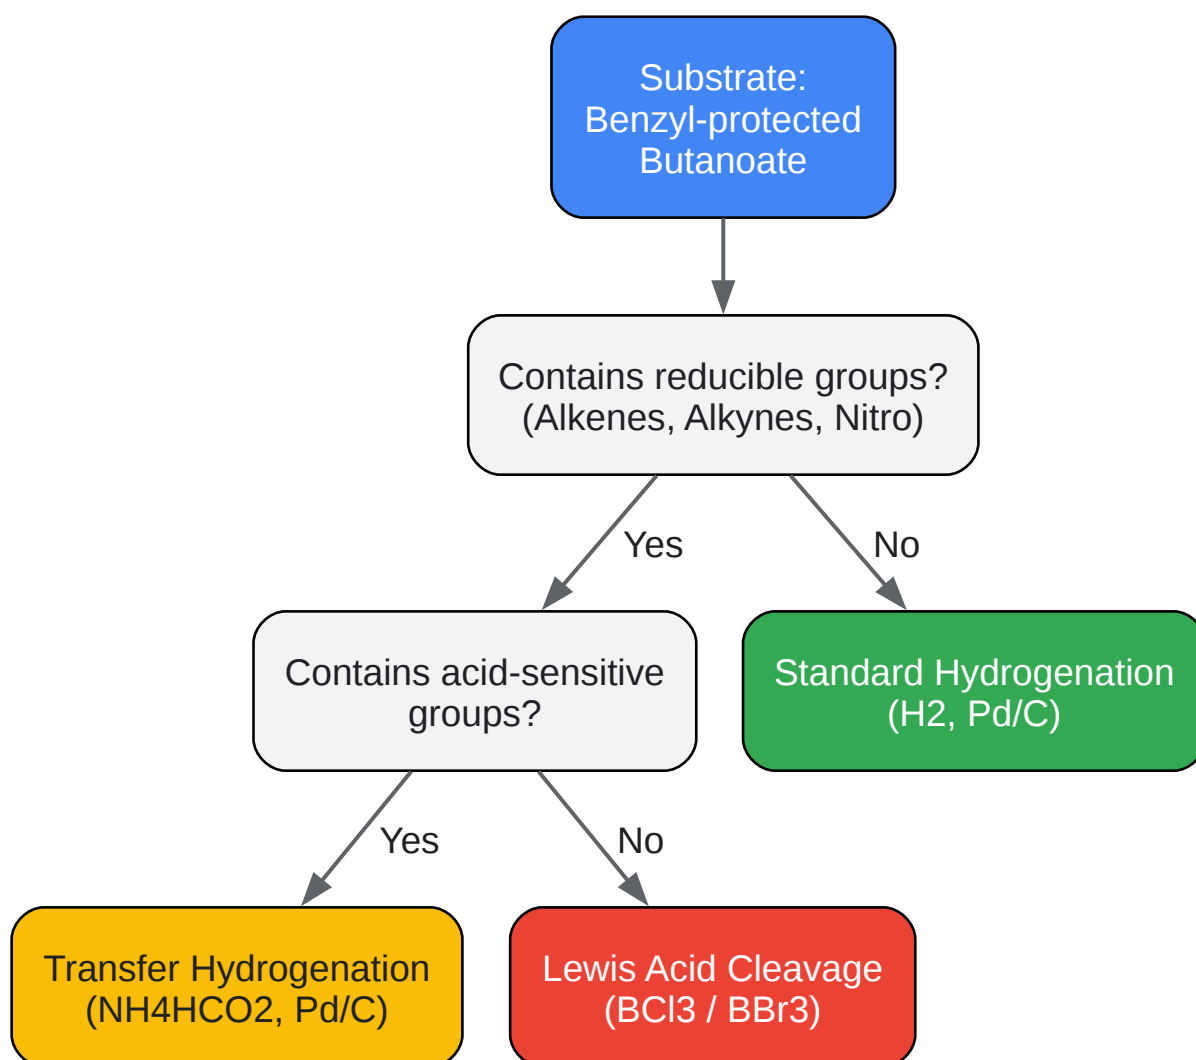 Substrate:
Benzyl-protected
Butanoate
Contains reducible groups?
(Alkenes, Alkynes, Nitro)
Yes
No
Contains acid-sensitive
groups?
Standard Hydrogenation
(H2, Pd/C)
Yes
No
Transfer Hydrogenation
(NH4HCO2, Pd/C)
Lewis Acid Cleavage
(BCl3 / BBr3)